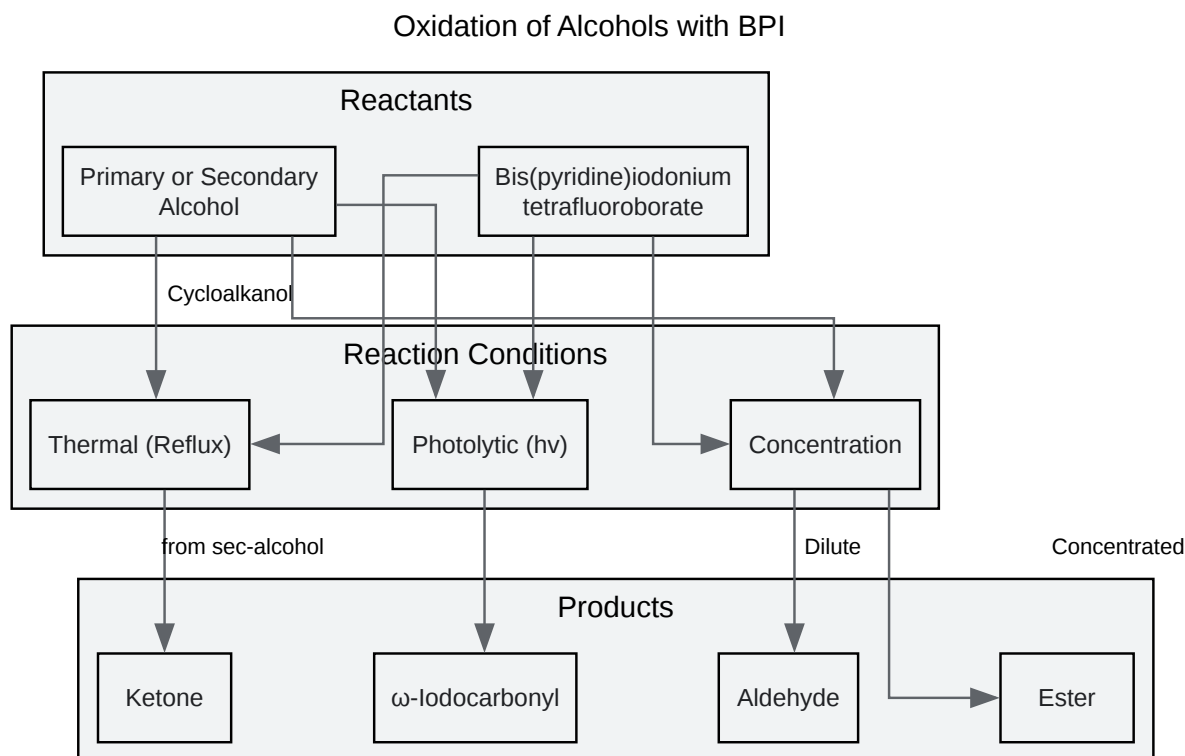 Oxidation of Alcohols with BPI
Reactants
Primary or Secondary
Alcohol
Bis(pyridine)iodonium
tetrafluoroborate
Cycloalkanol
Reaction Conditions
Thermal (Reflux)
Photolytic (hv)
Concentration
from sec-alcohol
Dilute
Concentrated
Products
Ketone
ω-Iodocarbonyl
Aldehyde
Ester